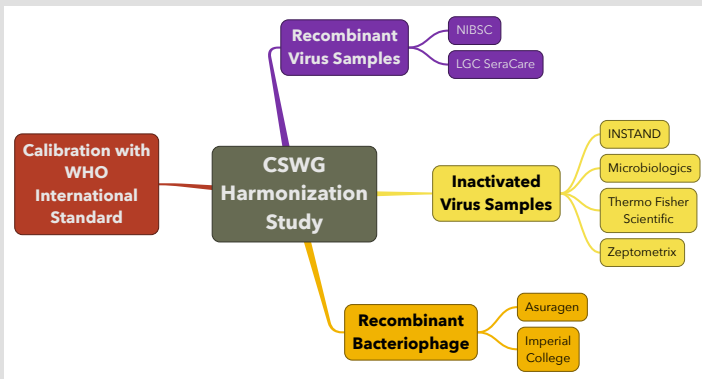 Recombinant
Virus Samples
NIBSC
LGC SeraCare
Calibration with
WHO
International
Standard
CSWG
Harmonization
Study
Inactivated
Virus Samples
INSTAND
Microbiologics
Thermo Fisher
Scientific
Zeptometrix
Recombinant
Bacteriophage
Asuragen
Imperial
College